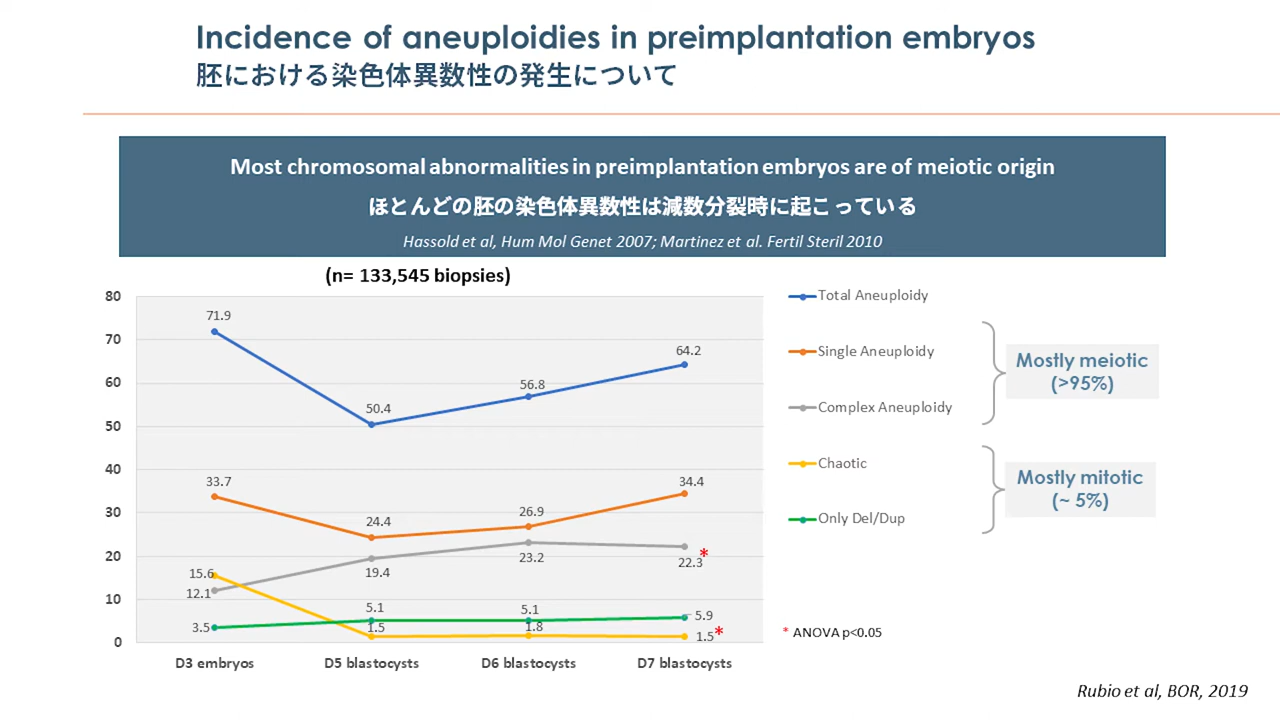 Incidence of aneuploidies in preimplantation embryos
胚における染色体異数性の発生について
Most chromosomal abnormalities in preimplantation embryos are of meiotic origin
ほとんどの胚の染色体異数性は減数分裂時に起こっている
Hassold et al, Hum Mol Genet 2007; Martinez et al. Fertil Steril 2010
(n= 133,545 biopsies)
80
70
60
50
40
30
20
10
0
71.9
50.4
56.8
64.2
33.7
24.4
26.9
34.4
15.6
12.1
19.4
23.2
22.3
*
3.5
5.1
5.1
5.9
1.5
1.8
1.5
*
D3 embryos
D5 blastocysts
D6 blastocysts
D7 blastocysts
Total Aneuploidy
Single Aneuploidy
Complex Aneuploidy
Chaotic
Only Del/Dup
Mostly meiotic
(>95%)
Mostly mitotic
(~ 5%)
* ANOVA p<0.05
Rubio et al, BOR, 2019